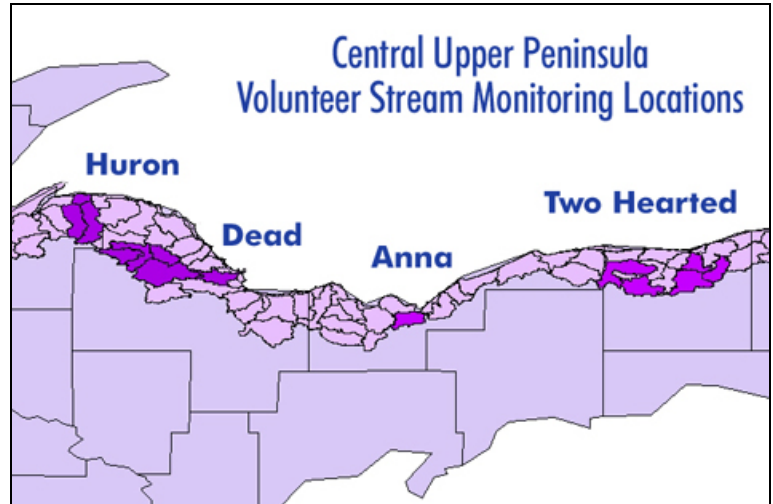 Central Upper Peninsula
Volunteer Stream Monitoring Locations
Huron
Two Hearted
Dead
Anna